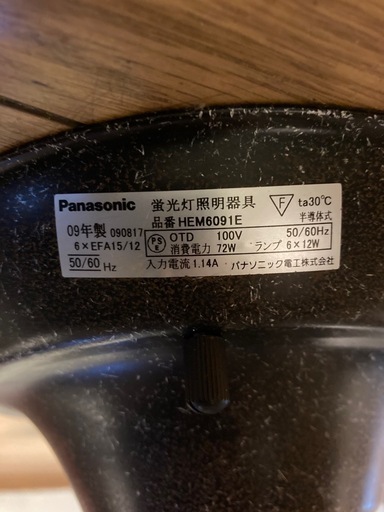 Panasonic 蛍光灯照明器具 F ta30℃
品番 HEM6091E 半導体式
09年製 090817 PSE OTD 100V 50/60Hz
6×EFA15/12 消費電力 72W ランプ 6×12W
50/60 Hz 入力電流 1.14A パナソニック電工株式会社